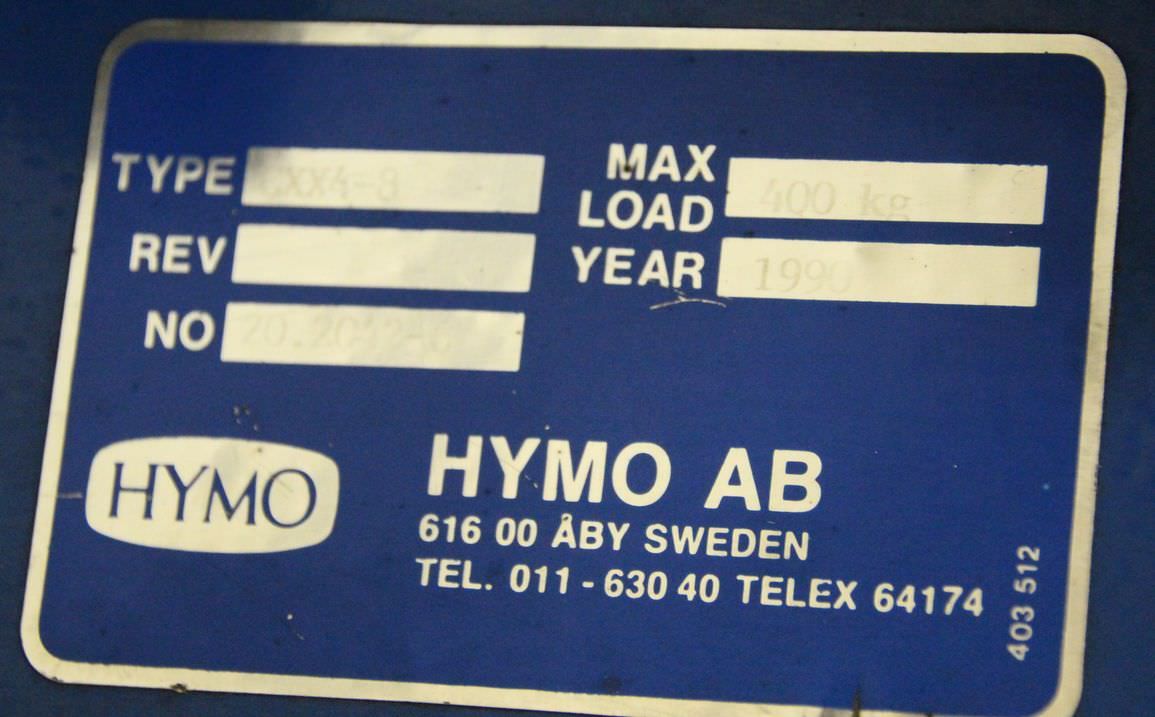 TYPE
MAX LOAD 400 kg
REV
YEAR 1990
NO
HYMO
HYMO AB
616 00 ÅBY SWEDEN
TEL. 011 - 630 40 TELEX 64174
403 512